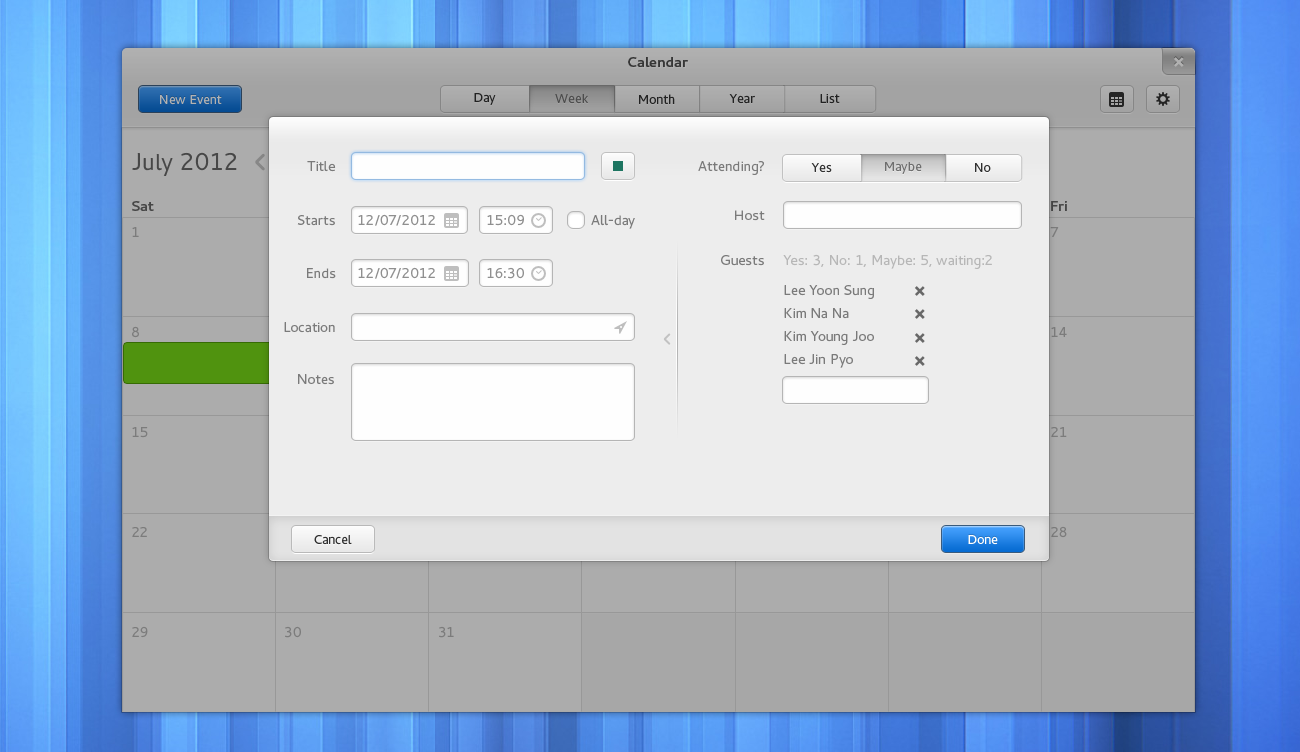 Calendar
New Event
Day Week Month Year List
July 2012
Sat Fri
1 7
8 14
15 21
22 28
29 30 31
Title
Starts 12/07/2012 15:09 All-day
Ends 12/07/2012 16:30
Location
Notes
Attending? Yes Maybe No
Host
Guests Yes: 3, No: 1, Maybe: 5, waiting:2
Lee Yoon Sung
Kim Na Na
Kim Young Joo
Lee Jin Pyo
Cancel Done